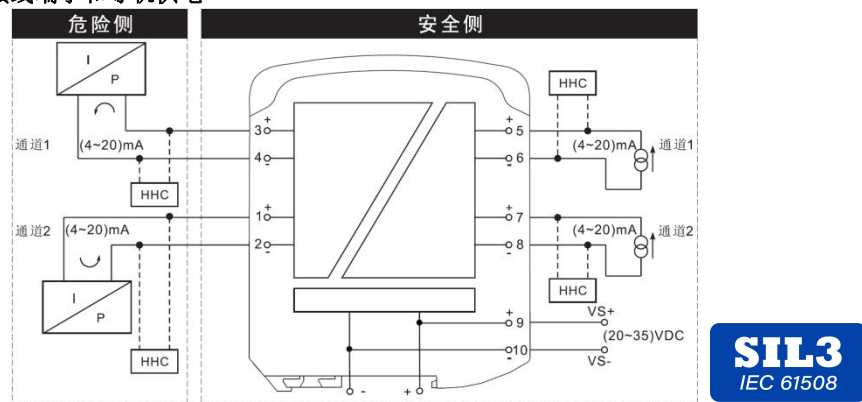 危险侧
安全侧
I
P
通道1
(4~20)mA
HHC
3
+
4
-
+
5
6
-
HHC
(4~20)mA
通道1
通道2
(4~20)mA
I
P
HHC
1
+
2
-
+
7
8
-
(4~20)mA
通道2
HHC
+
9
VS+
(20~35)VDC
10
-
VS-
-
+
SIL3
IEC 61508